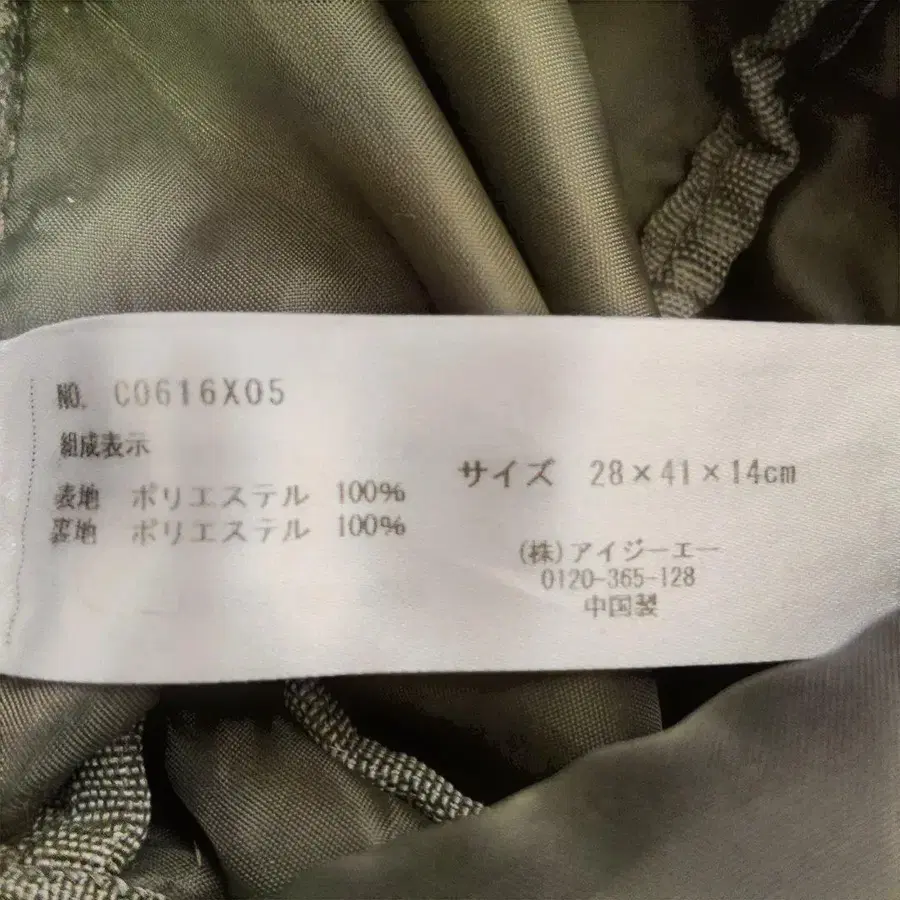 NO. C0616X05
組成表示
表地 ポリエステル 100%
裏地 ポリエステル 100%
サイズ 28×41×14cm
(株)アイジーエー
0120-365-128
中国製